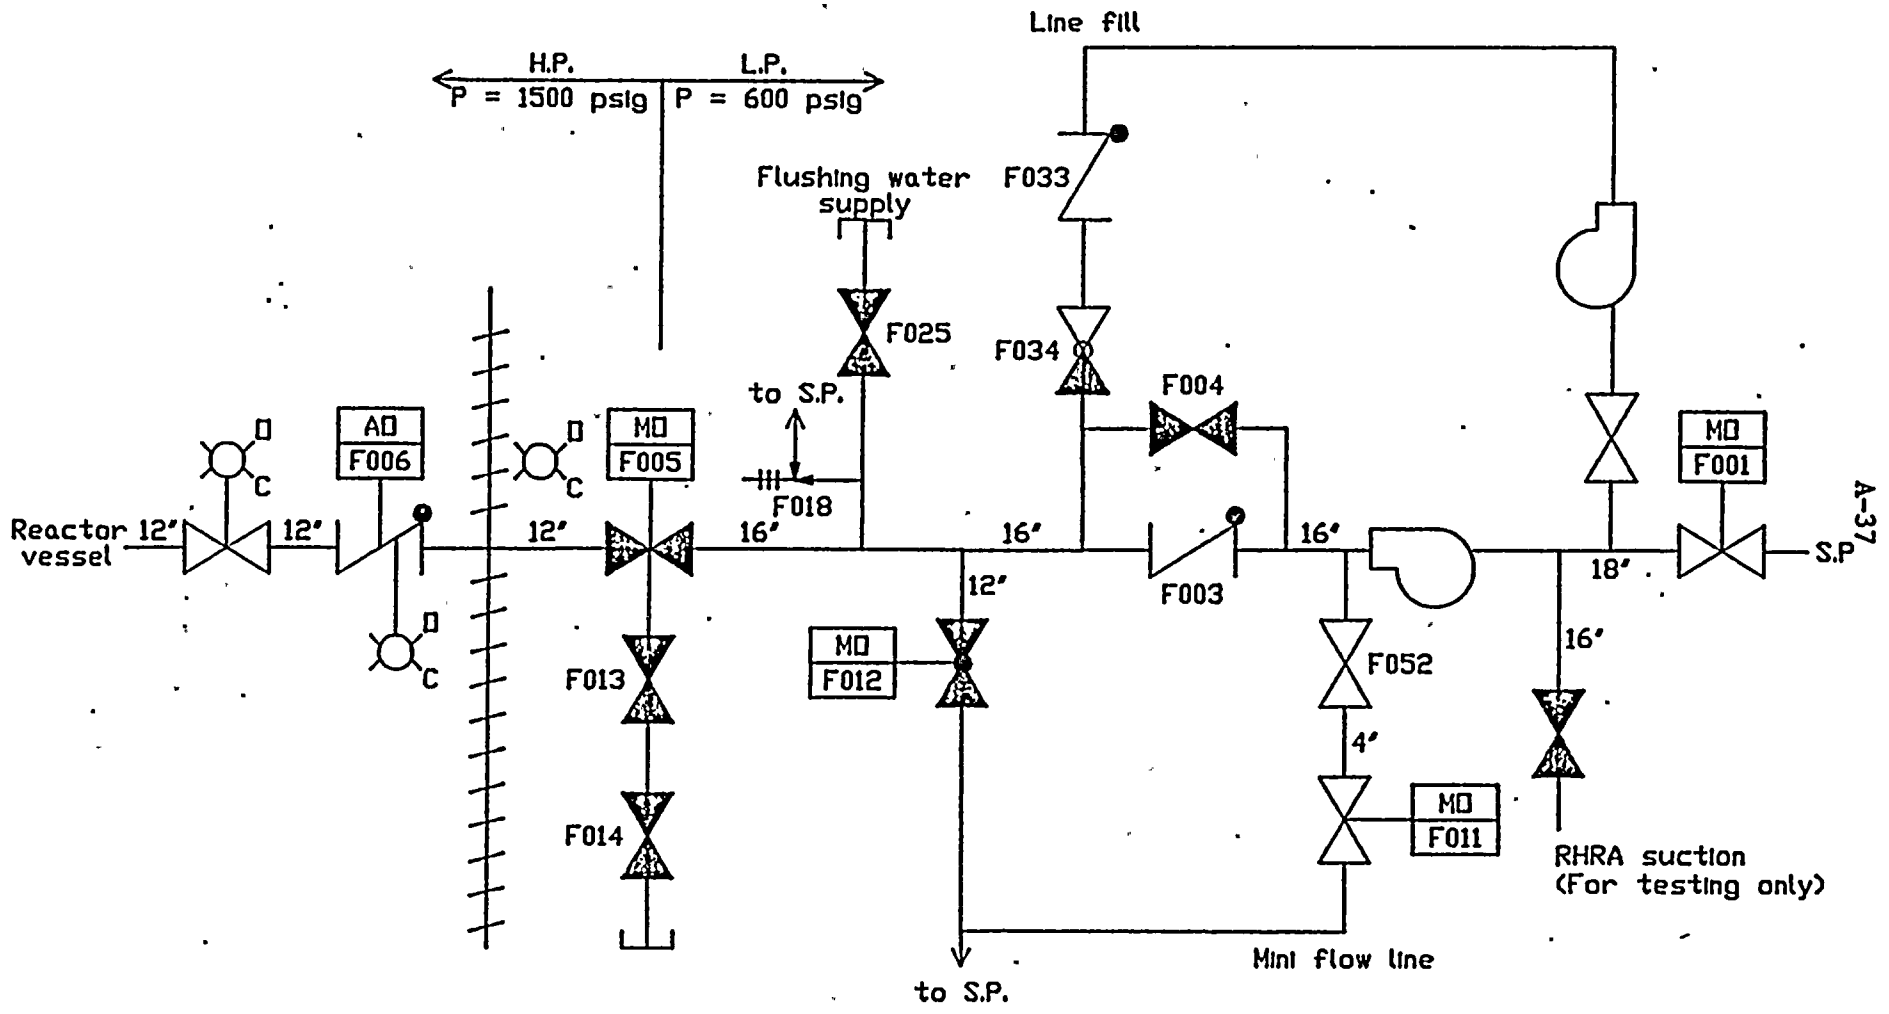 Line fill
H.P.
L.P.
P = 1500 psig
P = 600 psig
Flushing water
supply
F033
F025
F034
F004
to S.P.
O
C
AO
F006
O
C
MO
F005
F018
MO
F001
A-37
Reactor
vessel
12"
12"
12"
16"
16"
16"
18"
S.P
F003
12"
O
C
F013
MO
F012
F052
16"
4"
F014
MO
F011
RHRA suction
(For testing only)
Mini flow line
to S.P.